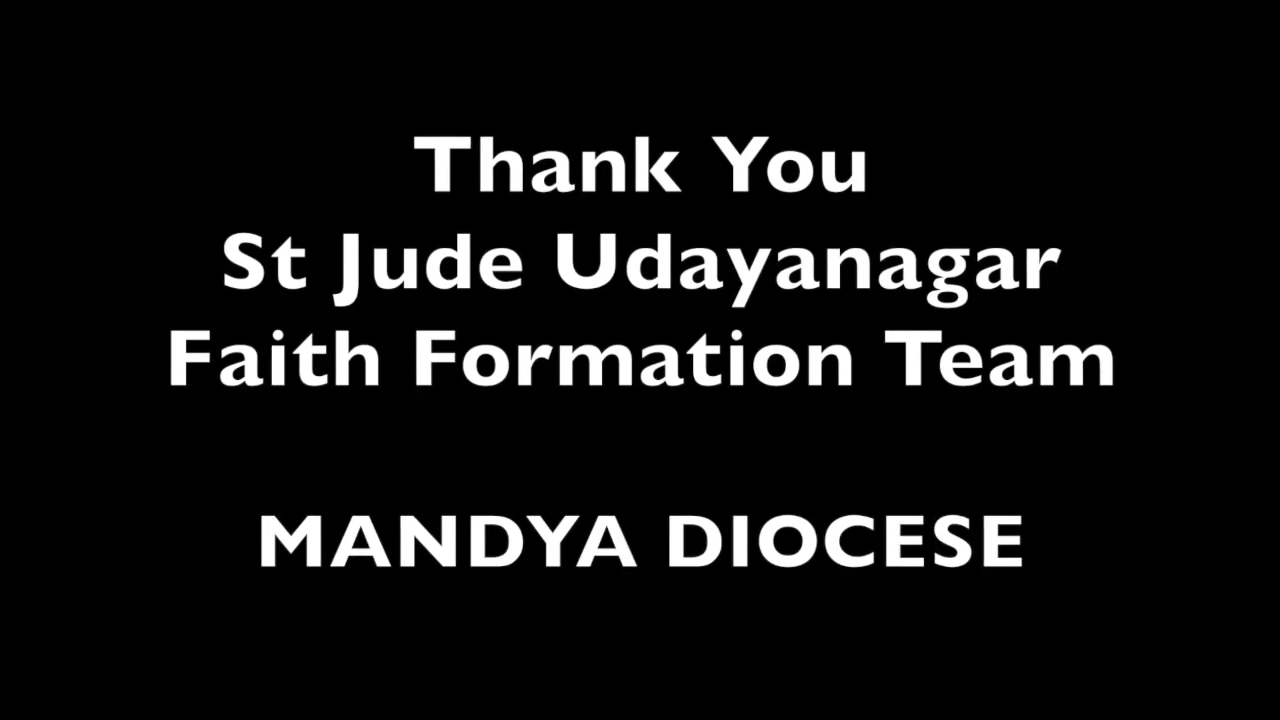 Thank You
St Jude Udayanagar
Faith Formation Team
MANDYA DIOCESE